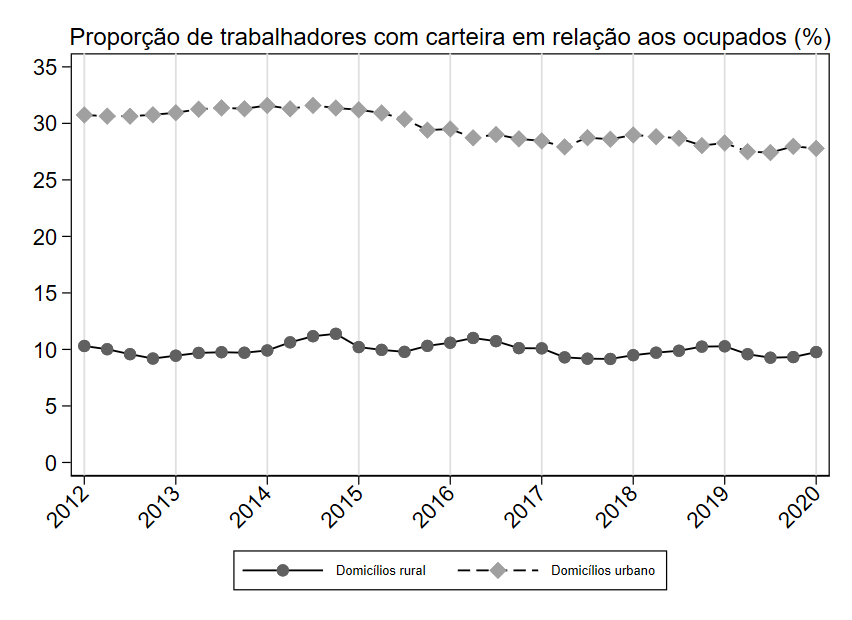 Proporção de trabalhadores com carteira em relação aos ocupados (%)
35
30
25
20
15
10
5
0
2012 2013 2014 2015 2016 2017 2018 2019 2020
Domicílios rural Domicílios urbano